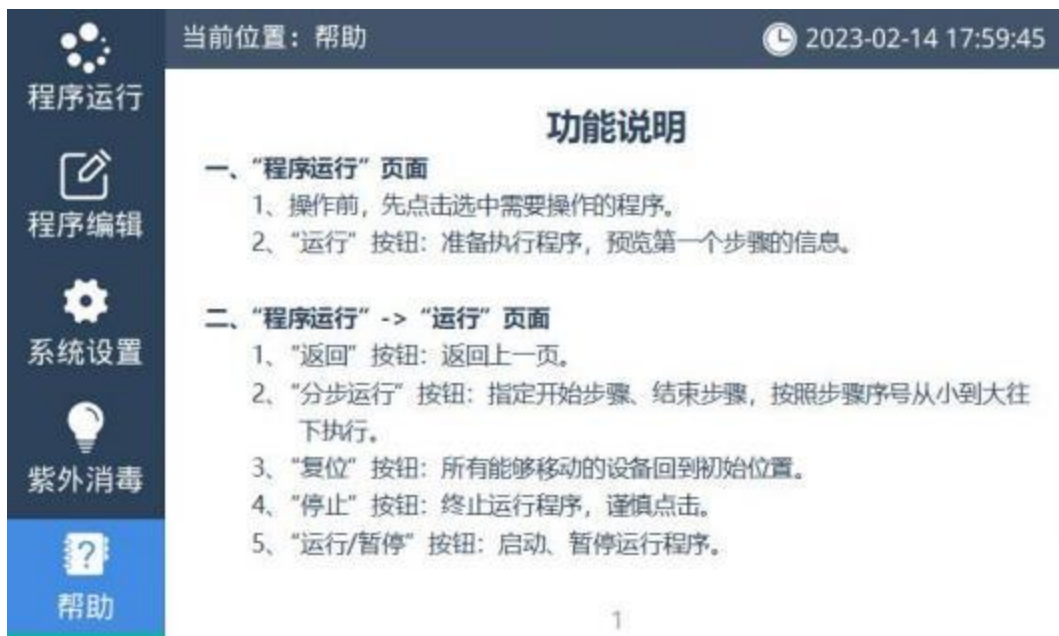 当前位置：帮助
2023-02-14 17:59:45
程序运行
程序编辑
系统设置
紫外消毒
帮助
功能说明
一、“程序运行”页面
1、操作前，先点击选中需要操作的程序。
2、“运行”按钮：准备执行程序，预览第一个步骤的信息。
二、“程序运行”->“运行”页面
1、“返回”按钮：返回上一页。
2、“分步运行”按钮：指定开始步骤、结束步骤，按照步骤序号从小到大往
下执行。
3、“复位”按钮：所有能够移动的设备回到初始位置。
4、“停止”按钮：终止运行程序，谨慎点击。
5、“运行/暂停”按钮：启动、暂停运行程序。
1